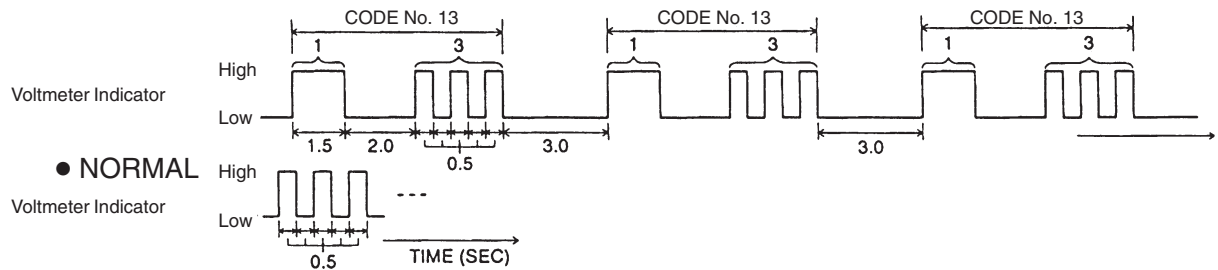 CODE No. 13 CODE No. 13 CODE No. 13
1 3 1 3 1 3
High
Voltmeter Indicator
Low
1.5 2.0 0.5 3.0 3.0
• NORMAL
High
Voltmeter Indicator
Low
0.5 TIME (SEC)